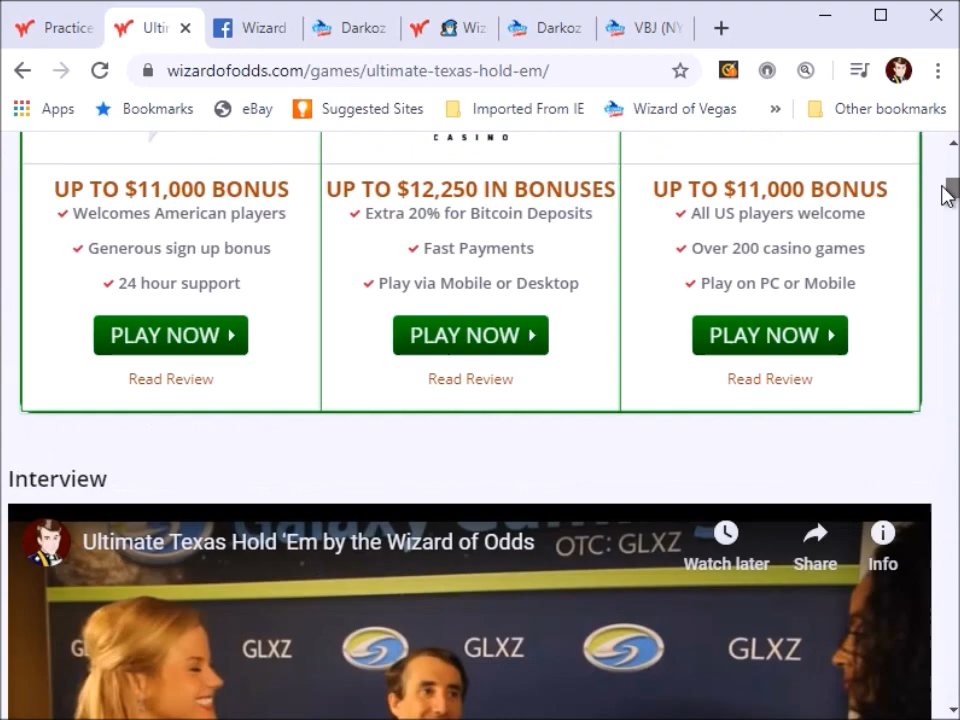 Practice
Ulti
Wizard
Darkoz
Wiz
Darkoz
VBJ (NY
wizardofodds.com/games/ultimate-texas-hold-em/
Apps
Bookmarks
eBay
Suggested Sites
Imported From IE
Wizard of Vegas
Other bookmarks
CASINO
UP TO $11,000 BONUS
Welcomes American players
Generous sign up bonus
24 hour support
PLAY NOW
Read Review
UP TO $12,250 IN BONUSES
Extra 20% for Bitcoin Deposits
Fast Payments
Play via Mobile or Desktop
PLAY NOW
Read Review
UP TO $11,000 BONUS
All US players welcome
Over 200 casino games
Play on PC or Mobile
PLAY NOW
Read Review
Interview
Ultimate Texas Hold 'Em by the Wizard of Odds
OTC: GLXZ
Watch later
Share
Info
GLXZ
GLXZ
GLXZ